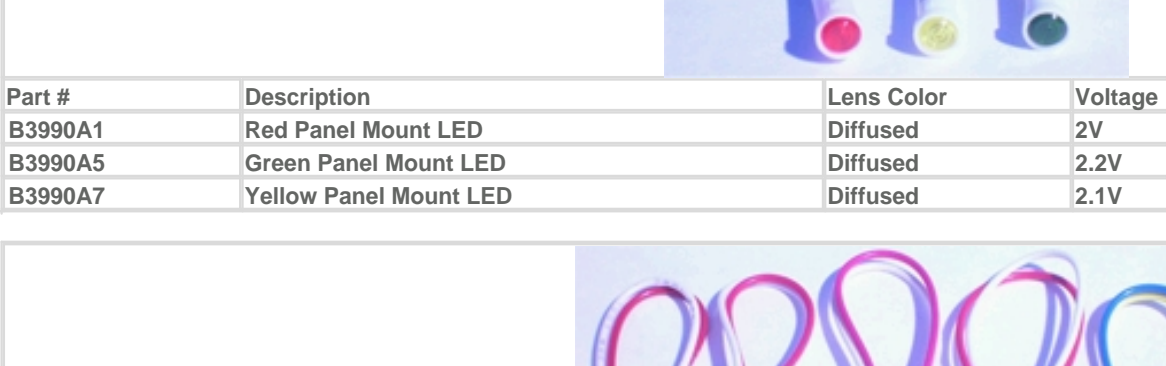 Part # Description Lens Color Voltage
B3990A1 Red Panel Mount LED Diffused 2V
B3990A5 Green Panel Mount LED Diffused 2.2V
B3990A7 Yellow Panel Mount LED Diffused 2.1V